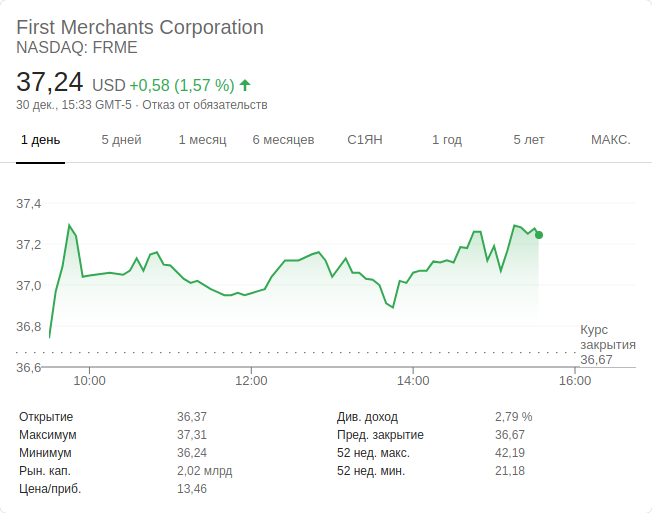 First Merchants Corporation
NASDAQ: FRME
37,24 USD +0,58 (1,57 %)
30 дек., 15:33 GMT-5 · Отказ от обязательств
1 день 5 дней 1 месяц 6 месяцев С1ЯН 1 год 5 лет МАКС.
37,4
37,2
37,0
36,8
36,6
Курс
закрытия
36,67
10:00 12:00 14:00 16:00
Открытие 36,37 Див. доход 2,79 %
Максимум 37,31 Пред. закрытие 36,67
Минимум 36,24 52 нед. макс. 42,19
Рын. кап. 2,02 млрд 52 нед. мин. 21,18
Цена/приб. 13,46